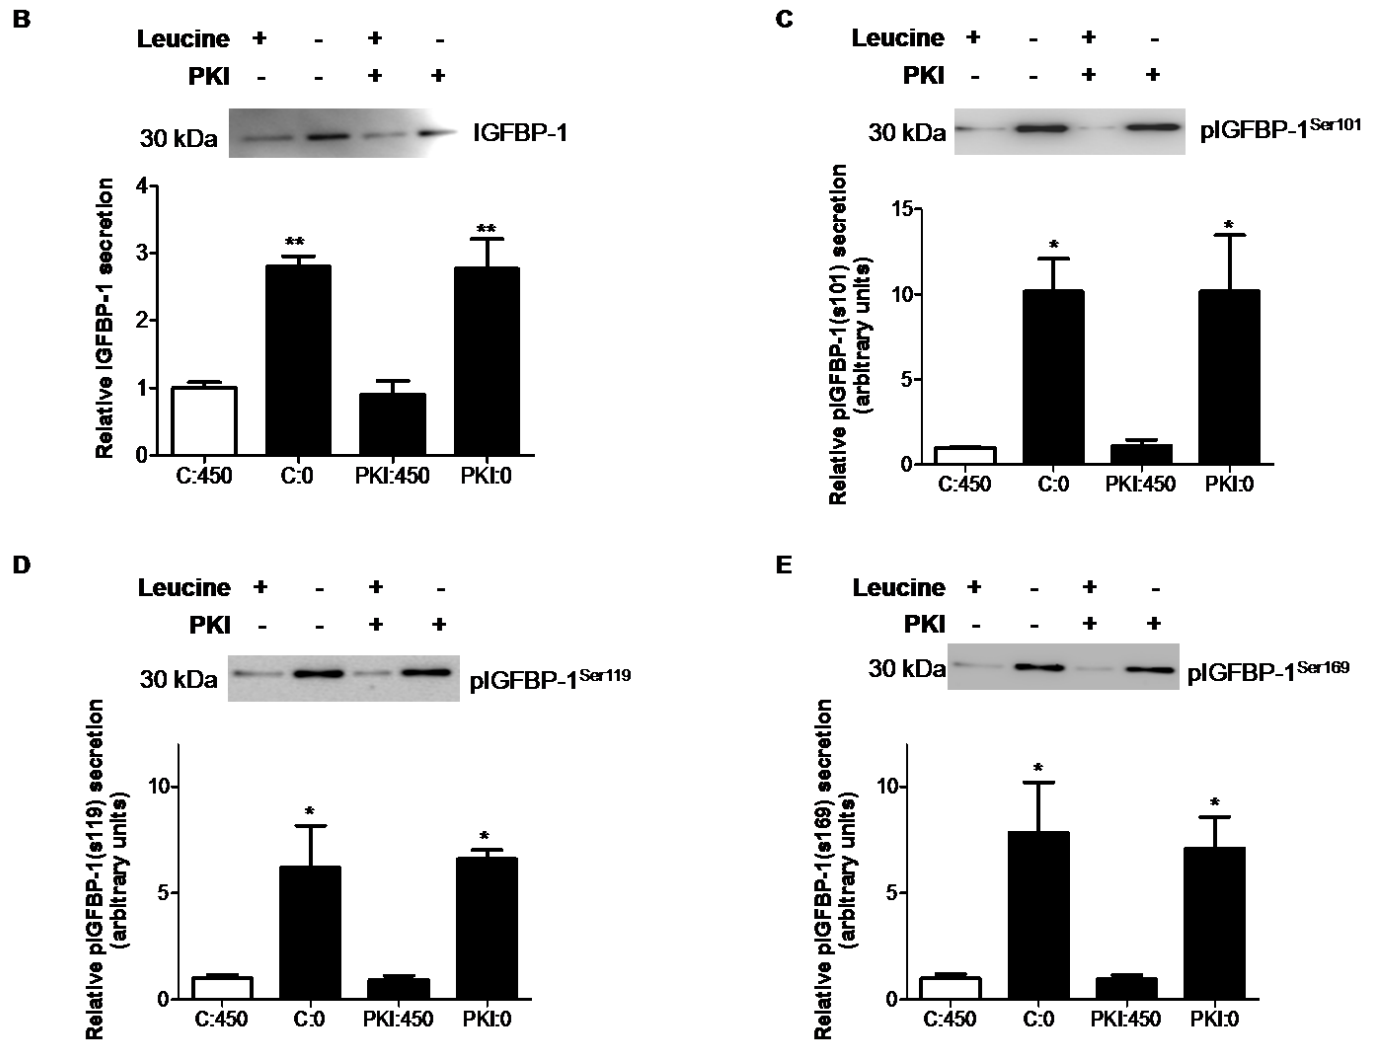 B
Leucine + - + -
PKI - - + +
30 kDa
IGFBP-1
Relative IGFBP-1 secretion
4
3
2
1
0
**
**
C:450 C:0 PKI:450 PKI:0
C
Leucine + - + -
PKI - - + +
30 kDa
pIGFBP-1Ser101
Relative pIGFBP-1(s101) secretion
(arbitrary units)
15
10
5
0
*
*
C:450 C:0 PKI:450 PKI:0
D
Leucine + - + -
PKI - - + +
30 kDa
pIGFBP-1Ser119
Relative pIGFBP-1(s119) secretion
(arbitrary units)
10
5
0
*
*
C:450 C:0 PKI:450 PKI:0
E
Leucine + - + -
PKI - - + +
30 kDa
pIGFBP-1Ser169
Relative pIGFBP-1(s169) secretion
(arbitrary units)
10
5
0
*
*
C:450 C:0 PKI:450 PKI:0